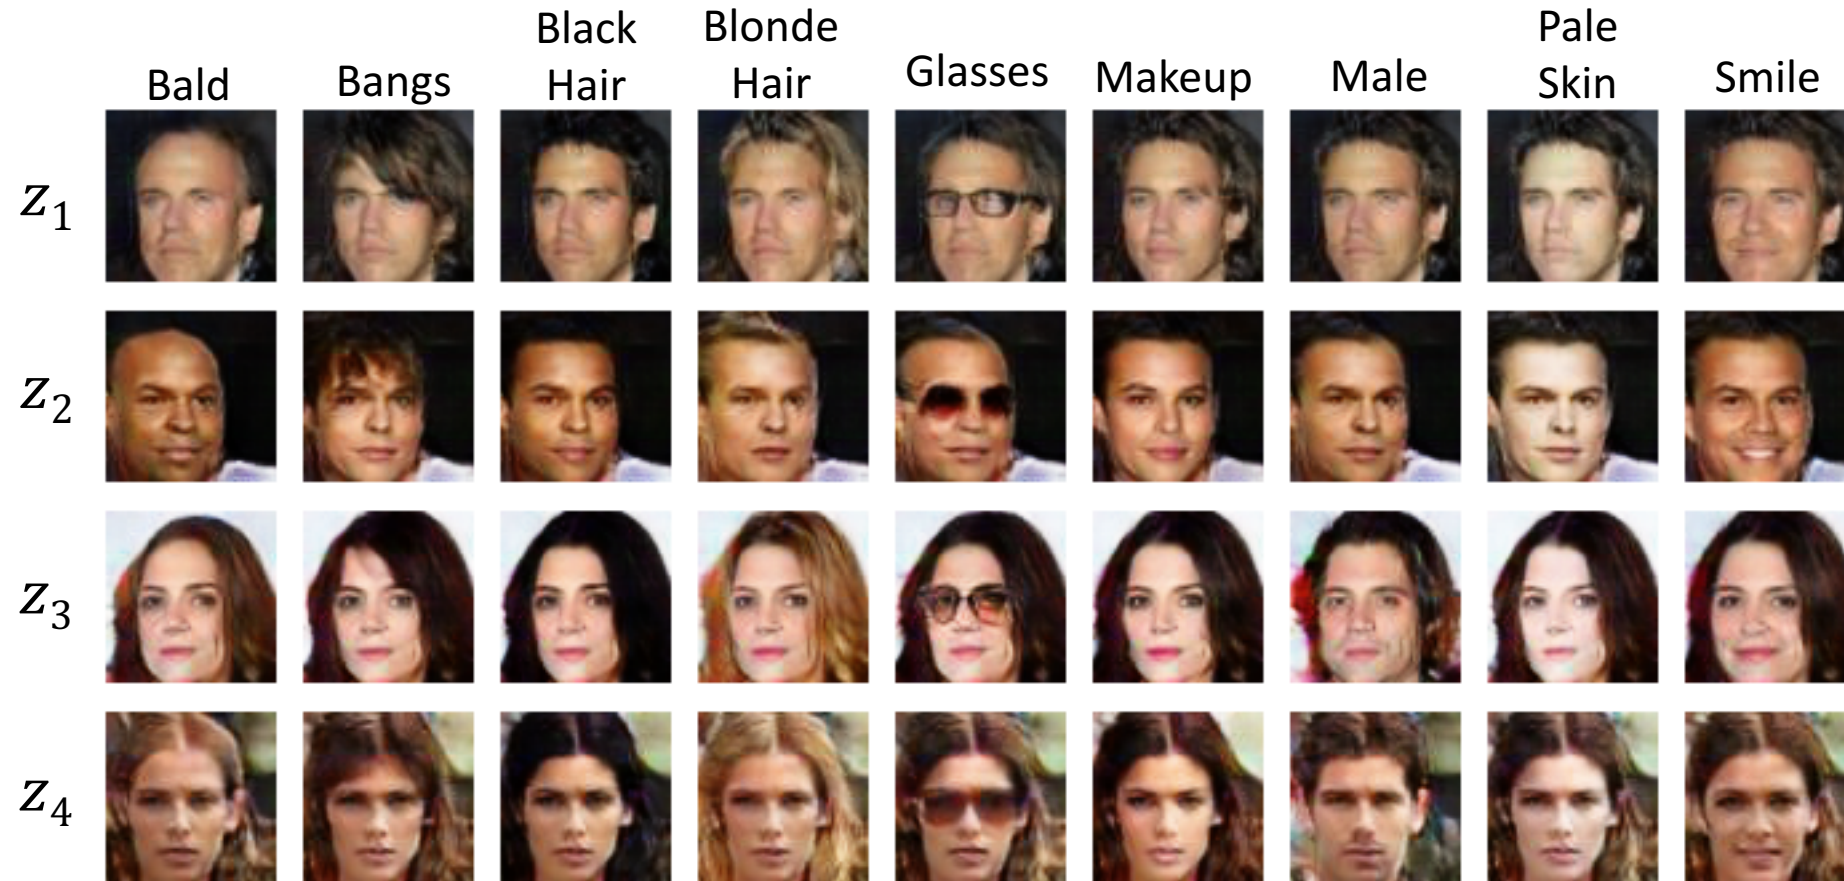 Bald Bangs Black Hair Blonde Hair Glasses Makeup Male Pale Skin Smile
z₁
z₂
z₃
z₄